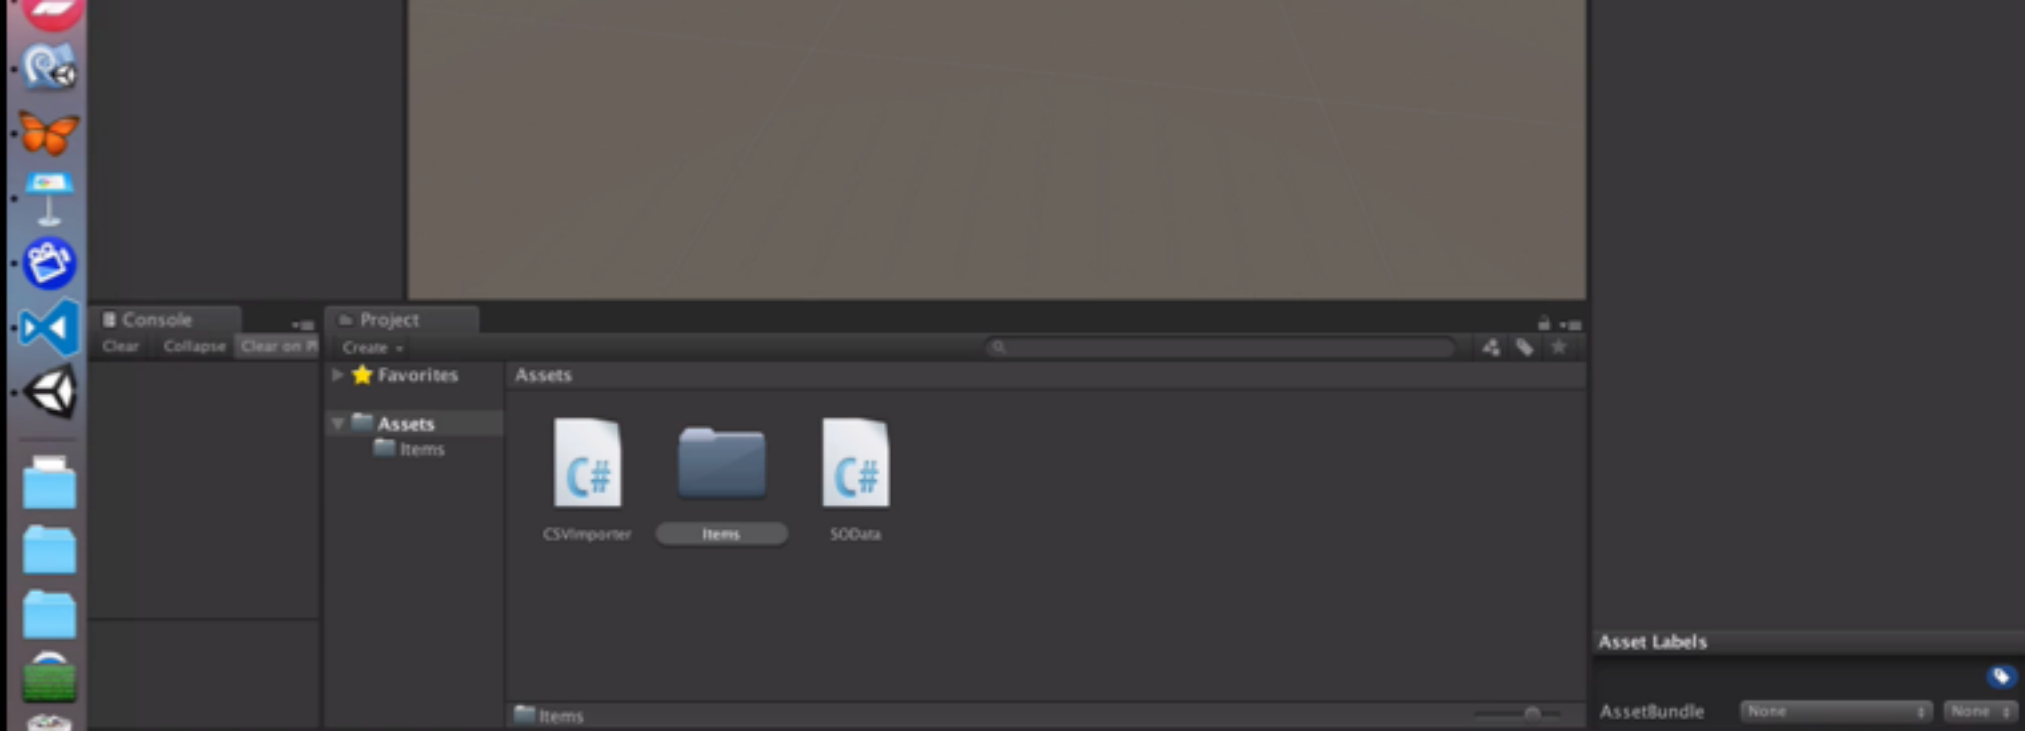 Console
Project
Clear
Collapse
Clear on
Create
Favorites
Assets
Assets
Items
C#
C#
CSVImporter
Items
SOData
Items
Asset Labels
AssetBundle
None
None